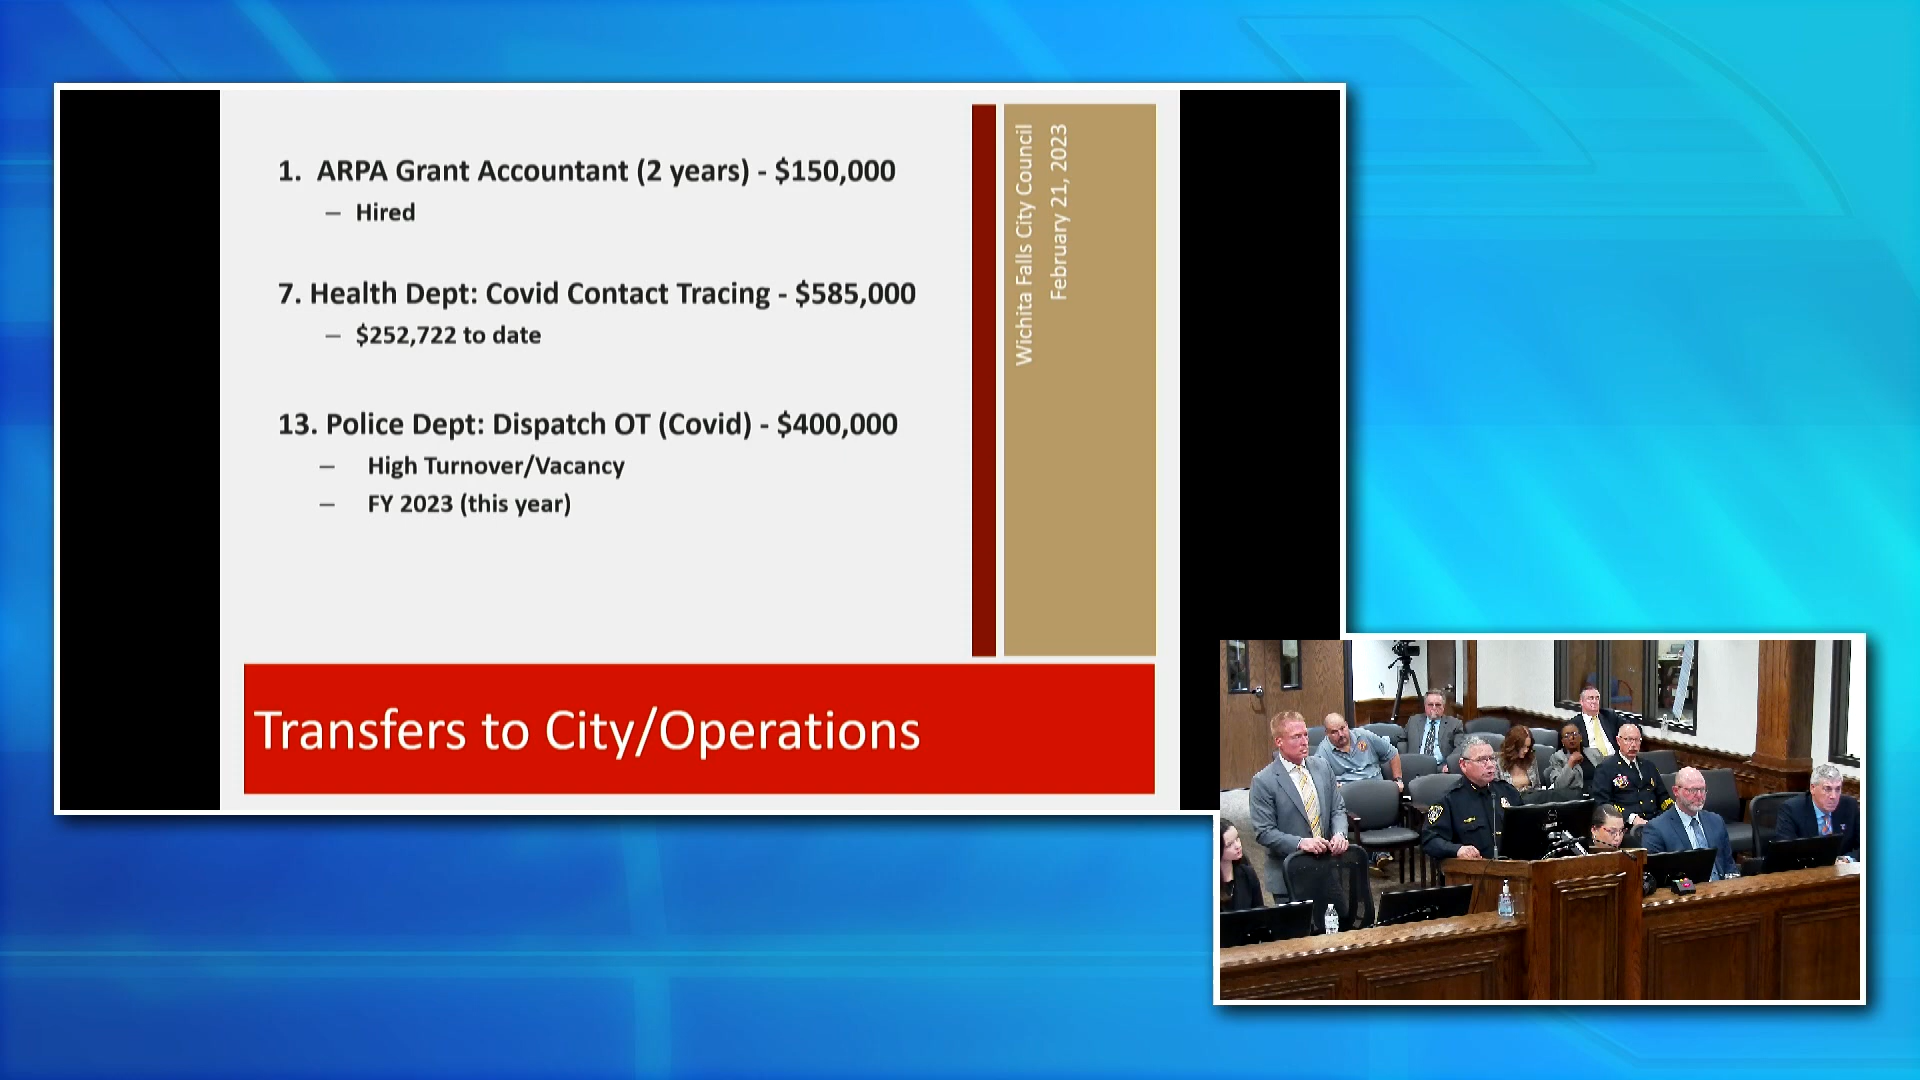 1. ARPA Grant Accountant (2 years) - $150,000
– Hired
7. Health Dept: Covid Contact Tracing - $585,000
– $252,722 to date
13. Police Dept: Dispatch OT (Covid) - $400,000
– High Turnover/Vacancy
– FY 2023 (this year)
Wichita Falls City Council
February 21, 2023
Transfers to City/Operations